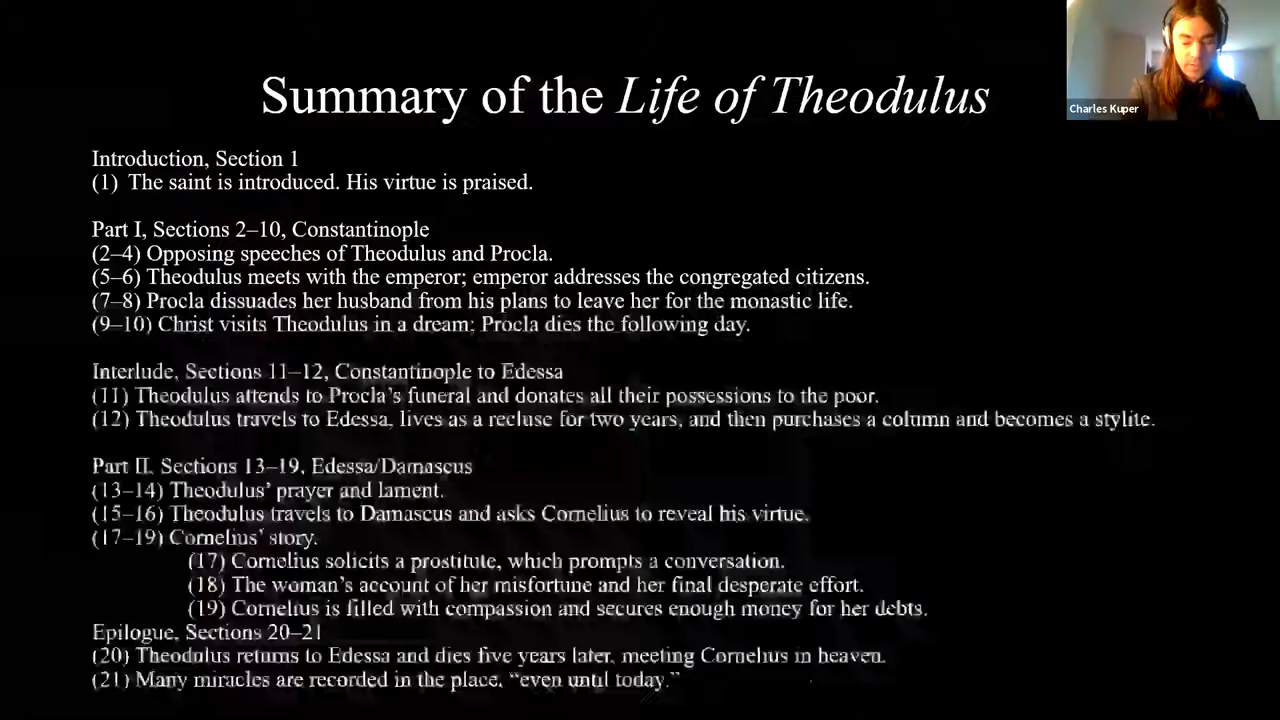 Summary of the Life of Theodulus
Charles Kuper
Introduction, Section 1
(1) The saint is introduced. His virtue is praised.
Part I, Sections 2–10, Constantinople
(2–4) Opposing speeches of Theodulus and Procla.
(5–6) Theodulus meets with the emperor; emperor addresses the congregated citizens.
(7–8) Procla dissuades her husband from his plans to leave her for the monastic life.
(9–10) Christ visits Theodulus in a dream; Procla dies the following day.
Interlude, Sections 11–12, Constantinople to Edessa
(11) Theodulus attends to Procla's funeral and donates all their possessions to the poor.
(12) Theodulus travels to Edessa, lives as a recluse for two years, and then purchases a column and becomes a stylite.
Part II, Sections 13–19, Edessa/Damascus
(13–14) Theodulus' prayer and lament.
(15–16) Theodulus travels to Damascus and asks Cornelius to reveal his virtue.
(17–19) Cornelius' story.
(17) Cornelius solicits a prostitute, which prompts a conversation.
(18) The woman's account of her misfortune and her final desperate effort.
(19) Cornelius is filled with compassion and secures enough money for her debts.
Epilogue, Sections 20–21
(20) Theodulus returns to Edessa and dies five years later, meeting Cornelius in heaven.
(21) Many miracles are recorded in the place, "even until today."